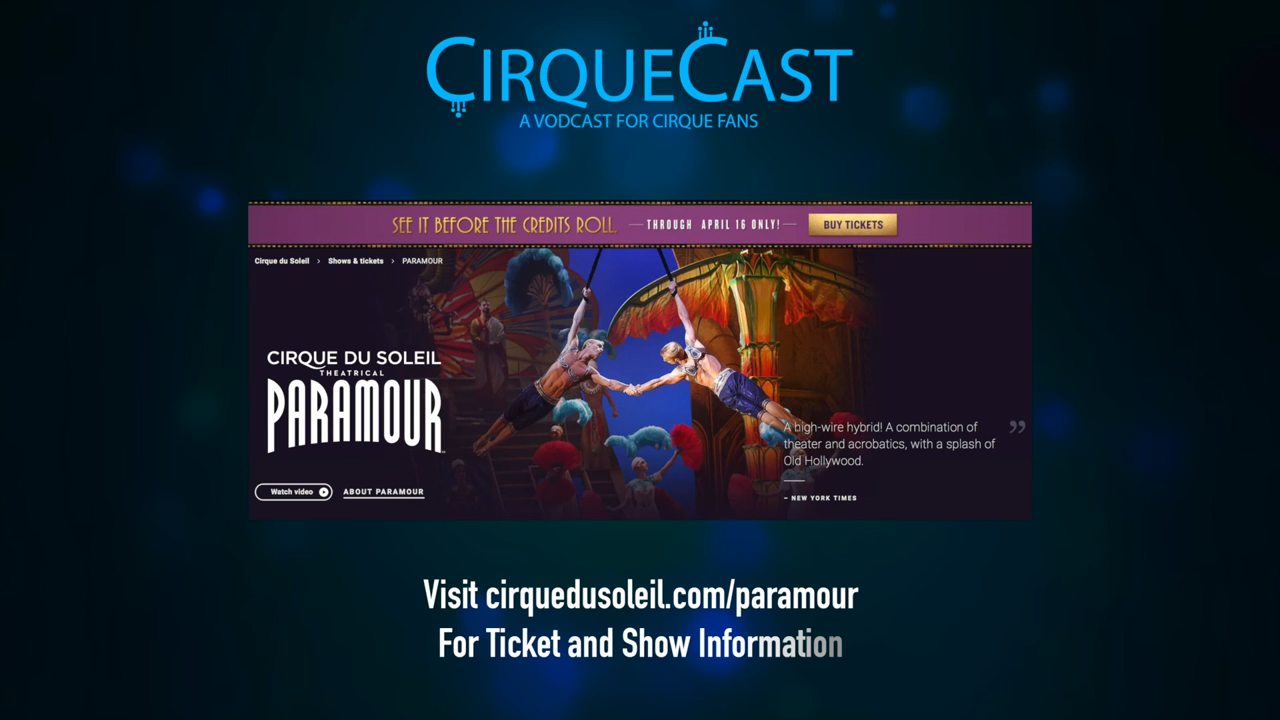 CIRQUECAST
A VODCAST FOR CIRQUE FANS
SEE IT BEFORE THE CREDITS ROLL. THROUGH APRIL 16 ONLY! BUY TICKETS
Cirque du Soleil > Shows & tickets > PARAMOUR
CIRQUE DU SOLEIL
THEATRICAL
PARAMOUR
A high-wire hybrid! A combination of
theater and acrobatics, with a splash of
Old Hollywood.
”
– NEW YORK TIMES
Watch video
ABOUT PARAMOUR
Visit cirquedusoleil.com/paramour
For Ticket and Show Information